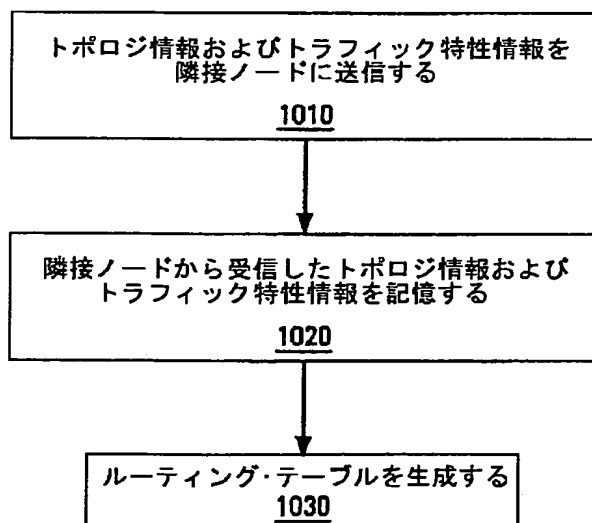 トポロジ情報およびトラフィック特性情報を
隣接ノードに送信する
1010
隣接ノードから受信したトポロジ情報および
トラフィック特性情報を記憶する
1020
ルーティング・テーブルを生成する
1030